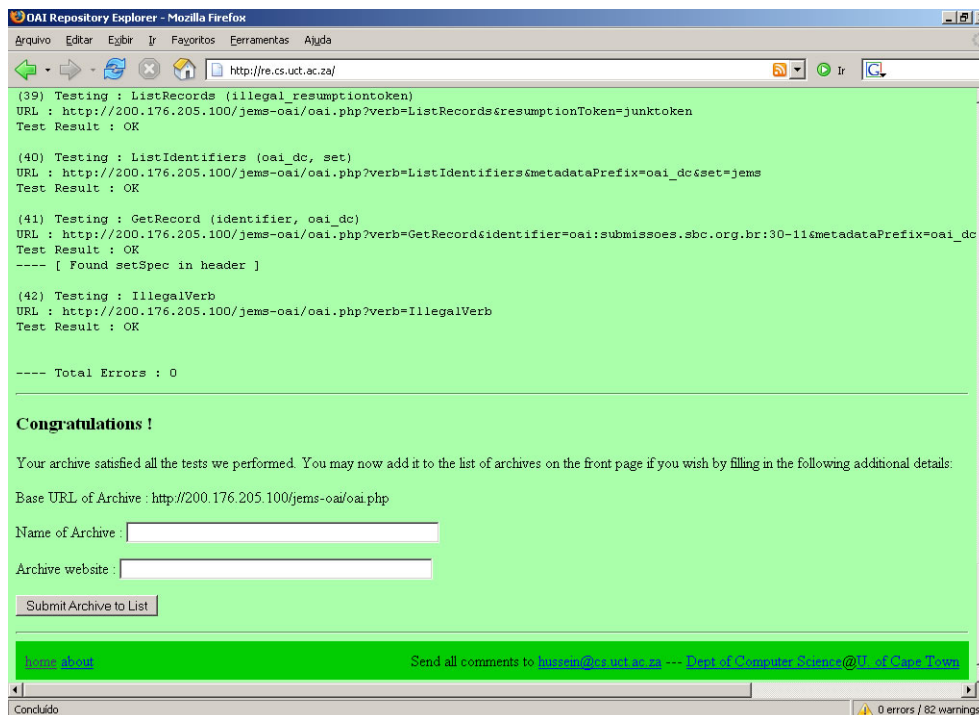 OAI Repository Explorer - Mozilla Firefox
Arquivo Editar Exibir Ir Favoritos Ferramentas Ajuda
http://re.cs.uct.ac.za/ Ir G
(39) Testing : ListRecords (illegal_resumptiontoken)
URL : http://200.176.205.100/jems-oai/oai.php?verb=ListRecords&resumptionToken=junktoken
Test Result : OK
(40) Testing : ListIdentifiers (oai_dc, set)
URL : http://200.176.205.100/jems-oai/oai.php?verb=ListIdentifiers&metadataPrefix=oai_dc&set=jems
Test Result : OK
(41) Testing : GetRecord (identifier, oai_dc)
URL : http://200.176.205.100/jems-oai/oai.php?verb=GetRecord&identifier=oai:submissoes.sbc.org.br:30-11&metadataPrefix=oai_dc
Test Result : OK
---- [ Found setSpec in header ]
(42) Testing : IllegalVerb
URL : http://200.176.205.100/jems-oai/oai.php?verb=IllegalVerb
Test Result : OK
---- Total Errors : 0
Congratulations !
Your archive satisfied all the tests we performed. You may now add it to the list of archives on the front page if you wish by filling in the following additional details:
Base URL of Archive : http://200.176.205.100/jems-oai/oai.php
Name of Archive :
Archive website :
Submit Archive to List
home about Send all comments to hussein@cs.uct.ac.za --- Dept of Computer Science@U. of Cape Town
Concluído 0 errors / 82 warnings